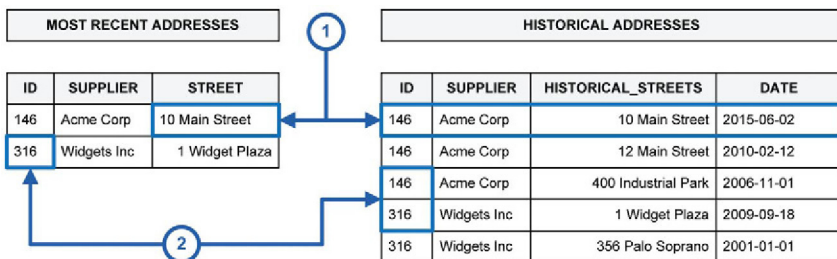 MOST RECENT ADDRESSES
ID SUPPLIER STREET
146 Acme Corp 10 Main Street
316 Widgets Inc 1 Widget Plaza
1
2
HISTORICAL ADDRESSES
ID SUPPLIER HISTORICAL_STREETS DATE
146 Acme Corp 10 Main Street 2015-06-02
146 Acme Corp 12 Main Street 2010-02-12
146 Acme Corp 400 Industrial Park 2006-11-01
316 Widgets Inc 1 Widget Plaza 2009-09-18
316 Widgets Inc 356 Palo Soprano 2001-01-01